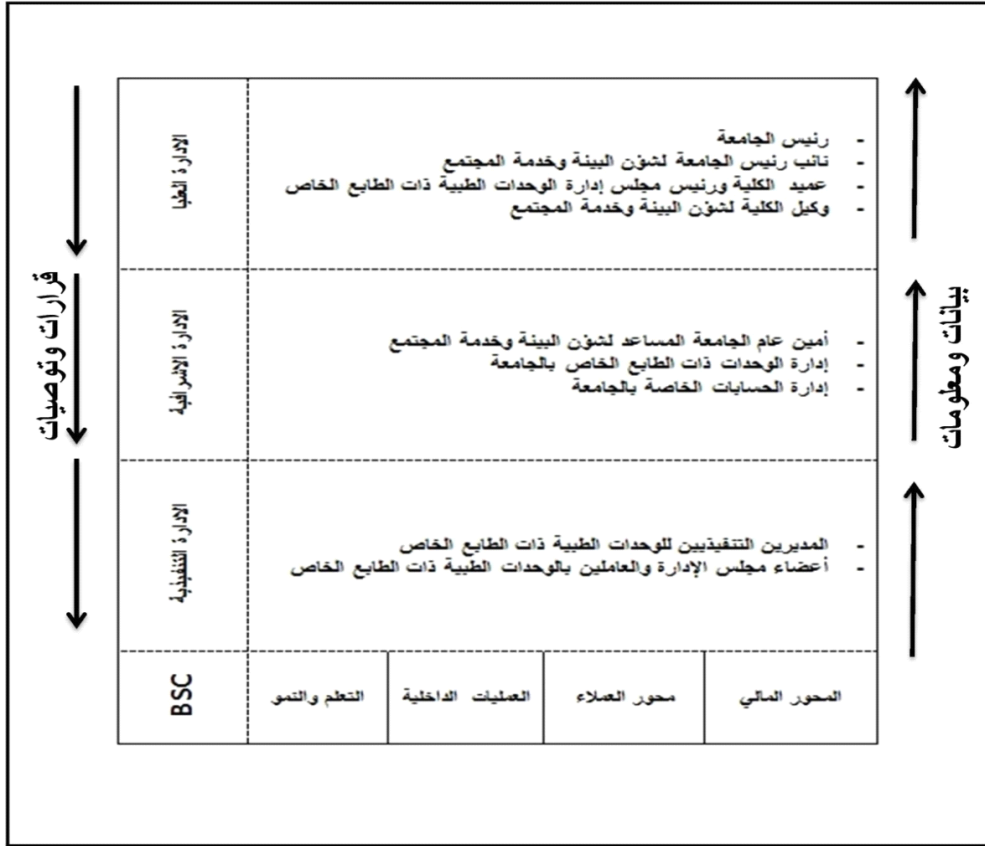 الادارة العليا
- رئيس الجامعة
- نائب رئيس الجامعة لشؤن البيئة وخدمة المجتمع
- عميد الكلية ورئيس مجلس إدارة الوحدات الطبية ذات الطابع الخاص
- وكيل الكلية لشؤن البيئة وخدمة المجتمع
بيانات ومعلومات
قرارات وتوصيات
الادارة الاشرافية
- أمين عام الجامعة المساعد لشؤن البيئة وخدمة المجتمع
- إدارة الوحدات ذات الطابع الخاص بالجامعة
- إدارة الحسابات الخاصة بالجامعة
الادارة التنفيذية
- المديرين التنفيذيين للوحدات الطبية ذات الطابع الخاص
- أعضاء مجلس الإدارة والعاملين بالوحدات الطبية ذات الطابع الخاص
المحور المالي
محور العملاء
العمليات الداخلية
التعلم والنمو
BSC